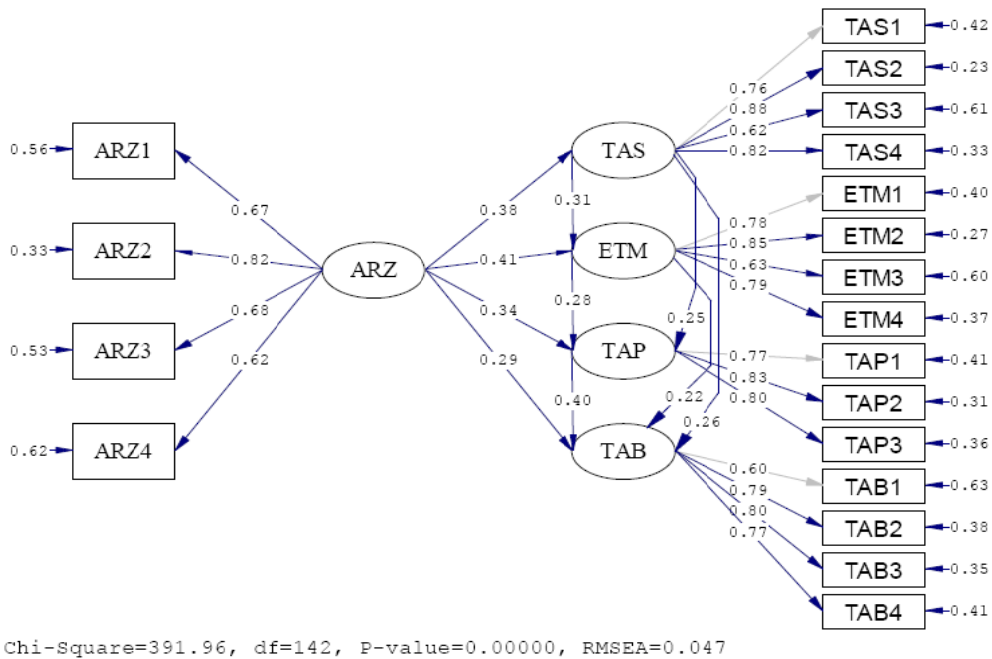 TAS1
0.42
TAS2
0.23
0.76
0.88
TAS3
0.61
0.62
0.56
ARZ1
TAS
0.82
TAS4
0.33
ETM1
0.40
0.67
0.38
0.31
0.78
ETM2
0.27
0.33
ARZ2
0.82
ARZ
0.41
ETM
0.85
0.63
ETM3
0.60
0.79
0.68
0.34
0.28
0.25
ETM4
0.37
0.53
ARZ3
0.62
0.29
TAP
0.77
TAP1
0.41
0.83
0.80
TAP2
0.31
0.40
0.22
0.26
TAP3
0.36
0.62
ARZ4
TAB
0.60
TAB1
0.63
0.79
0.80
0.77
TAB2
0.38
TAB3
0.35
TAB4
0.41
Chi-Square=391.96, df=142, P-value=0.00000, RMSEA=0.047